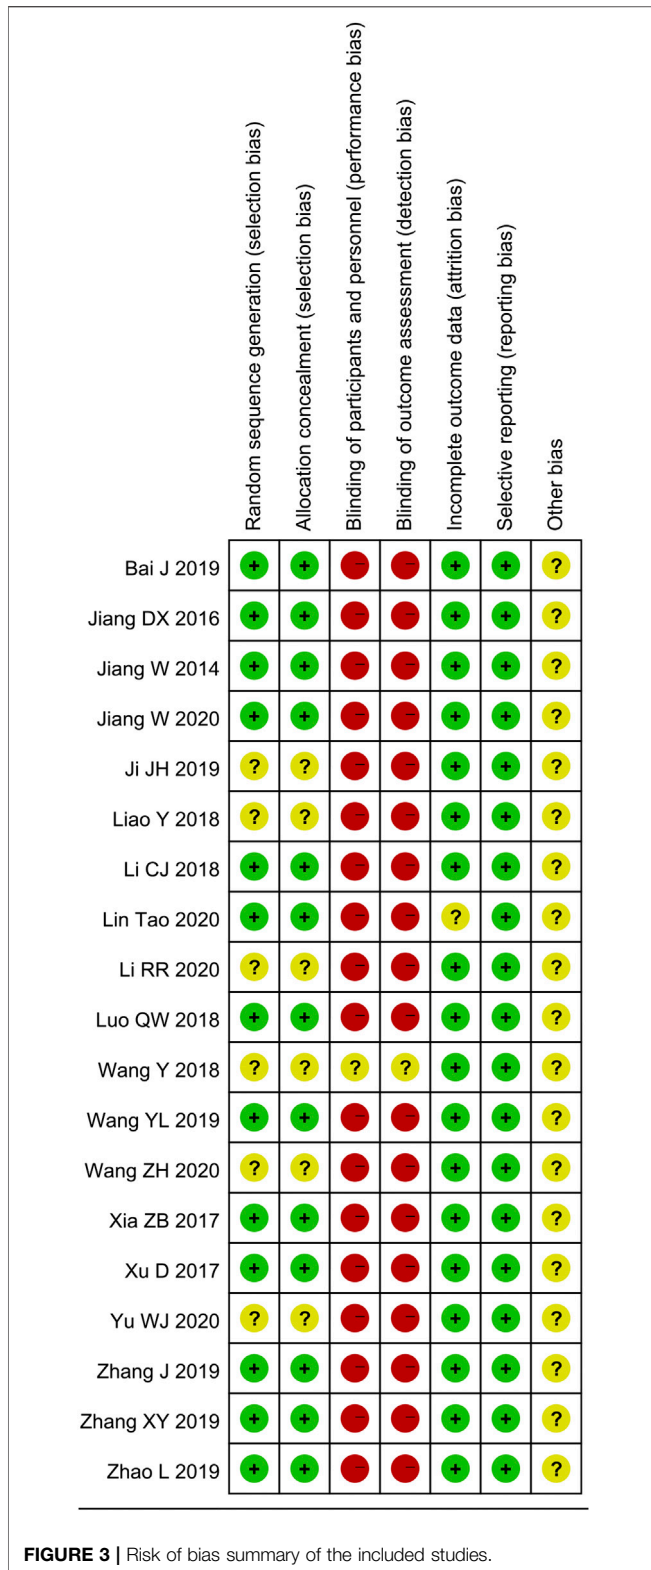 Random sequence generation (selection bias)
Allocation concealment (selection bias)
Blinding of participants and personnel (performance bias)
Blinding of outcome assessment (detection bias)
Incomplete outcome data (attrition bias)
Selective reporting (reporting bias)
Other bias
Bai J 2019 + + − − + + ?
Jiang DX 2016 + + − − + + ?
Jiang W 2014 + + − − + + ?
Jiang W 2020 + + − − + + ?
Ji JH 2019 ? ? − − + + ?
Liao Y 2018 ? ? − − + + ?
Li CJ 2018 + + − − + + ?
Lin Tao 2020 + + − − ? + ?
Li RR 2020 ? ? − − + + ?
Luo QW 2018 + + − − + + ?
Wang Y 2018 ? ? ? ? + + ?
Wang YL 2019 + + − − + + ?
Wang ZH 2020 ? ? − − + + ?
Xia ZB 2017 + + − − + + ?
Xu D 2017 + + − − + + ?
Yu WJ 2020 ? ? − − + + ?
Zhang J 2019 + + − − + + ?
Zhang XY 2019 + + − − + + ?
Zhao L 2019 + + − − + + ?
FIGURE 3 | Risk of bias summary of the included studies.